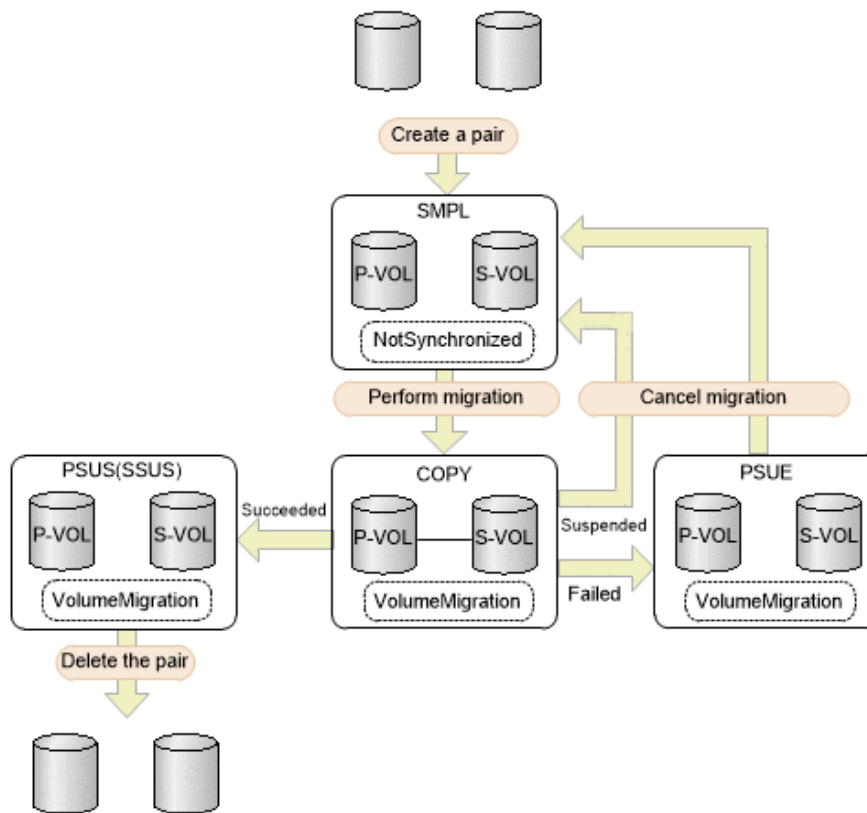 Create a pair
SMPL
P-VOL
S-VOL
NotSynchronized
Perform migration
Cancel migration
PSUS(SSUS)
P-VOL
S-VOL
VolumeMigration
Succeeded
COPY
P-VOL
S-VOL
VolumeMigration
Suspended
Failed
PSUE
P-VOL
S-VOL
VolumeMigration
Delete the pair